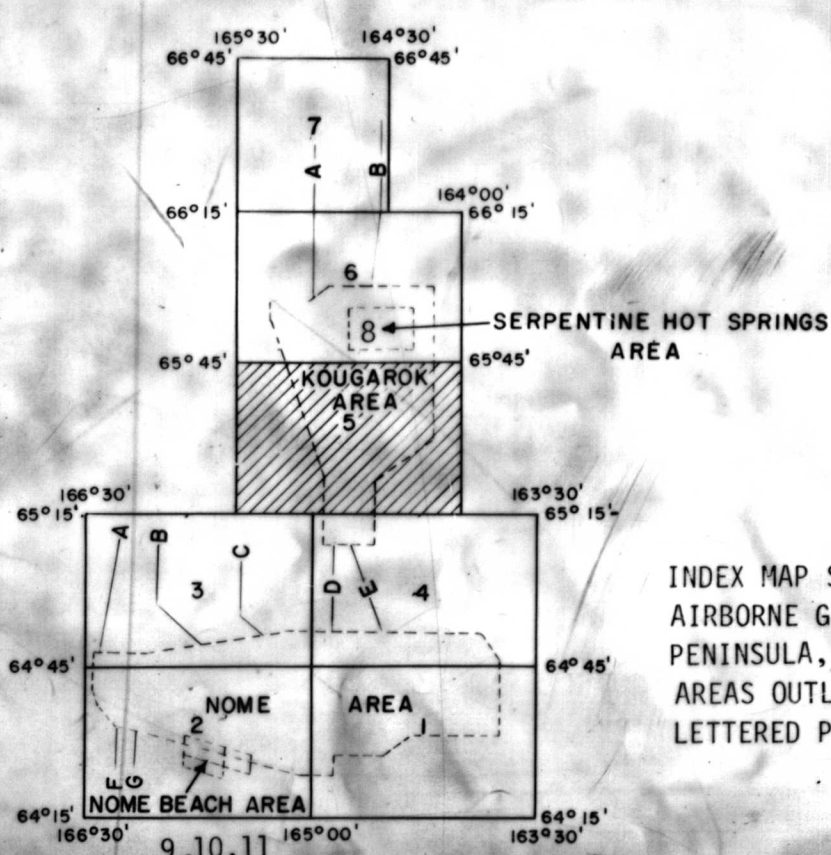 165°30' 164°30'
66°45' 66°45'
7
A B
164°00'
66°15' 66°15'
6
8 SERPENTINE HOT SPRINGS
AREA
65°45' 65°45'
KOUGAROK
AREA
5
166°30' 163°30'
65°15' 65°15'
A B C
D E
3 4
INDEX MAP
AIRBORNE G
PENINSULA,
AREAS OUTL
LETTERED P
64°45' 64°45'
NOME AREA
2 1
F G
NOME BEACH AREA
64°15' 64°15'
166°30' 165°00' 163°30'
9,10,11